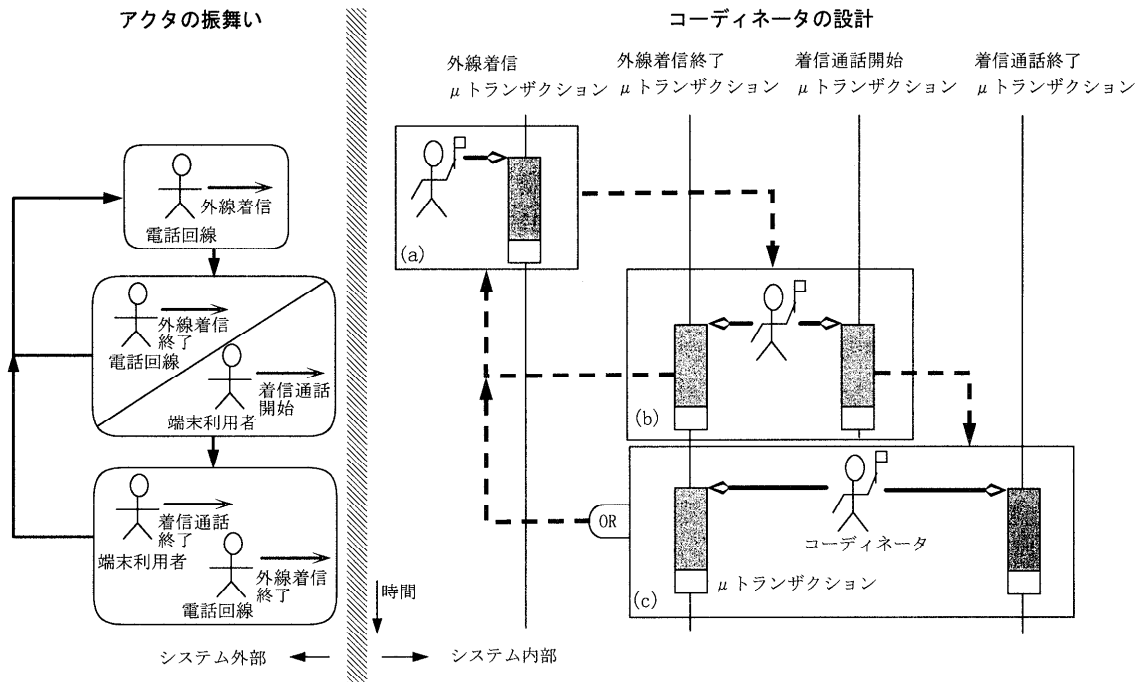 アクタの振舞い
コーディネータの設計
外線着信
μトランザクション
外線着信終了
μトランザクション
着信通話開始
μトランザクション
着信通話終了
μトランザクション
外線着信
電話回線
外線着信
終了
電話回線
着信通話
開始
端末利用者
着信通話
終了
端末利用者
外線着信
終了
電話回線
(a)
(b)
OR
コーディネータ
μトランザクション
(c)
時間
システム外部
システム内部